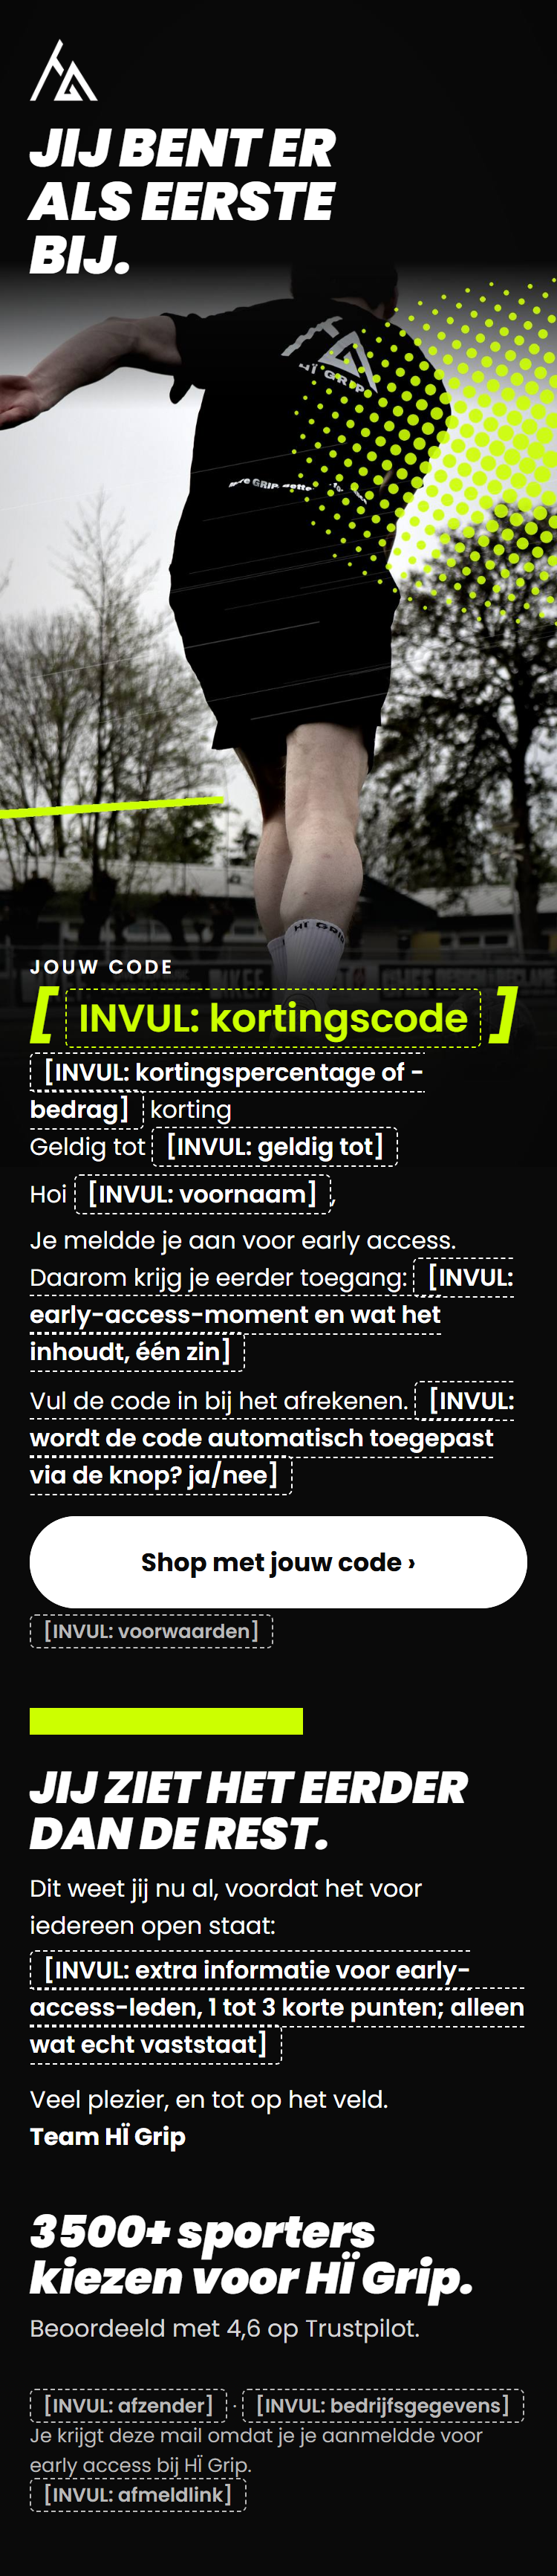 JIJ BENT ER
ALS EERSTE
BIJ.
HÏ GRIP
HÏ GRIP
JOUW CODE
[ INVUL: kortingscode ]
[INVUL: kortingspercentage of -
bedrag] korting
Geldig tot [INVUL: geldig tot]
Hoi [INVUL: voornaam],
Je meldde je aan voor early access.
Daarom krijg je eerder toegang: [INVUL:
early-access-moment en wat het
inhoudt, één zin]
Vul de code in bij het afrekenen. [INVUL:
wordt de code automatisch toegepast
via de knop? ja/nee]
Shop met jouw code ›
[INVUL: voorwaarden]
JIJ ZIET HET EERDER
DAN DE REST.
Dit weet jij nu al, voordat het voor
iedereen open staat:
[INVUL: extra informatie voor early-
access-leden, 1 tot 3 korte punten; alleen
wat echt vaststaat]
Veel plezier, en tot op het veld.
Team HÏ Grip
3500+ sporters
kiezen voor HÏ Grip.
Beoordeeld met 4,6 op Trustpilot.
[INVUL: afzender] · [INVUL: bedrijfsgegevens]
Je krijgt deze mail omdat je je aanmeldde voor
early access bij HÏ Grip.
[INVUL: afmeldlink]